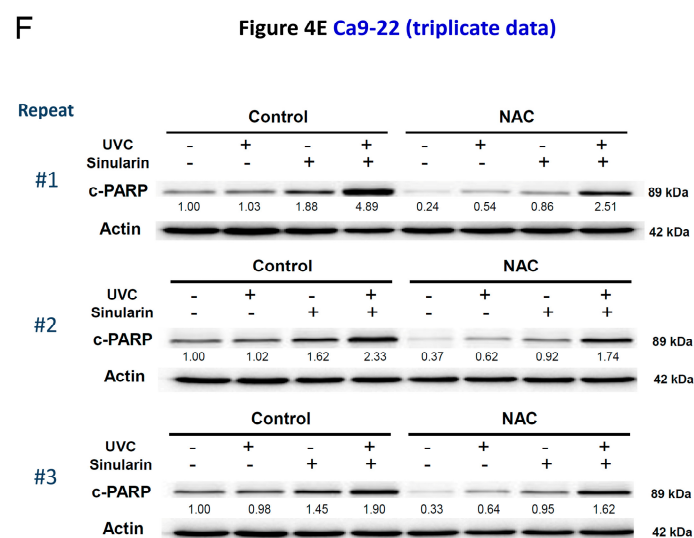 F
Figure 4E Ca9-22 (triplicate data)
Repeat
Control NAC
UVC - + - + - + - +
Sinularin - - + + - - + +
#1
c-PARP 89 kDa
1.00 1.03 1.88 4.89 0.24 0.54 0.86 2.51
Actin 42 kDa
Control NAC
UVC - + - + - + - +
Sinularin - - + + - - + +
#2
c-PARP 89 kDa
1.00 1.02 1.62 2.33 0.37 0.62 0.92 1.74
Actin 42 kDa
Control NAC
UVC - + - + - + - +
Sinularin - - + + - - + +
#3
c-PARP 89 kDa
1.00 0.98 1.45 1.90 0.33 0.64 0.95 1.62
Actin 42 kDa